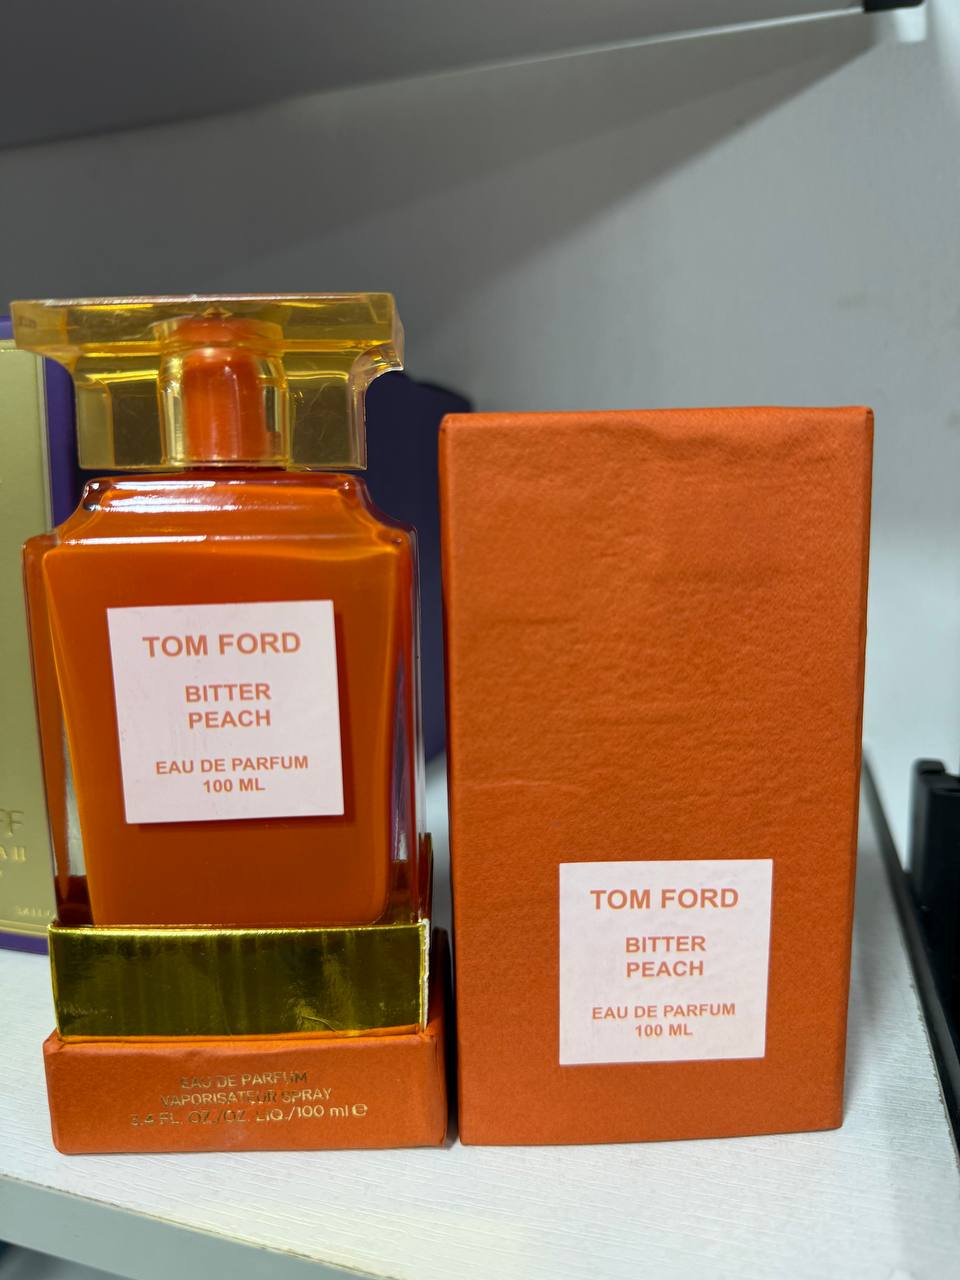 TOM FORD
BITTER
PEACH
EAU DE PARFUM
100 ML
EAU DE PARFUM
VAPORISATEUR SPRAY
3.4 FL. OZ./OZ. LIQ./100 ml e
TOM FORD
BITTER
PEACH
EAU DE PARFUM
100 ML